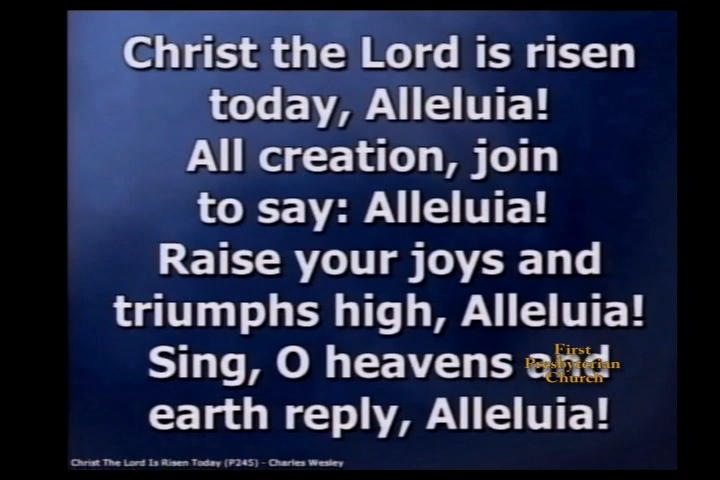 Christ the Lord is risen
today, Alleluia!
All creation, join
to say: Alleluia!
Raise your joys and
triumphs high, Alleluia!
Sing, O heavens and
earth reply, Alleluia!
First
Presbyterian
Church
Christ The Lord Is Risen Today (P245) - Charles Wesley